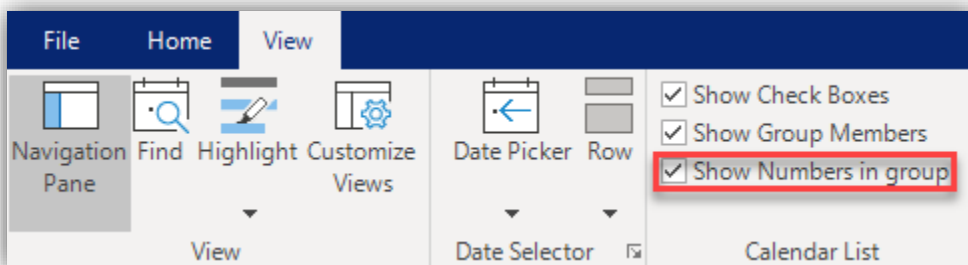 File Home View
Navigation Pane
Find
Highlight
Customize Views
View
Date Picker
Row
Date Selector
Show Check Boxes
Show Group Members
Show Numbers in group
Calendar List